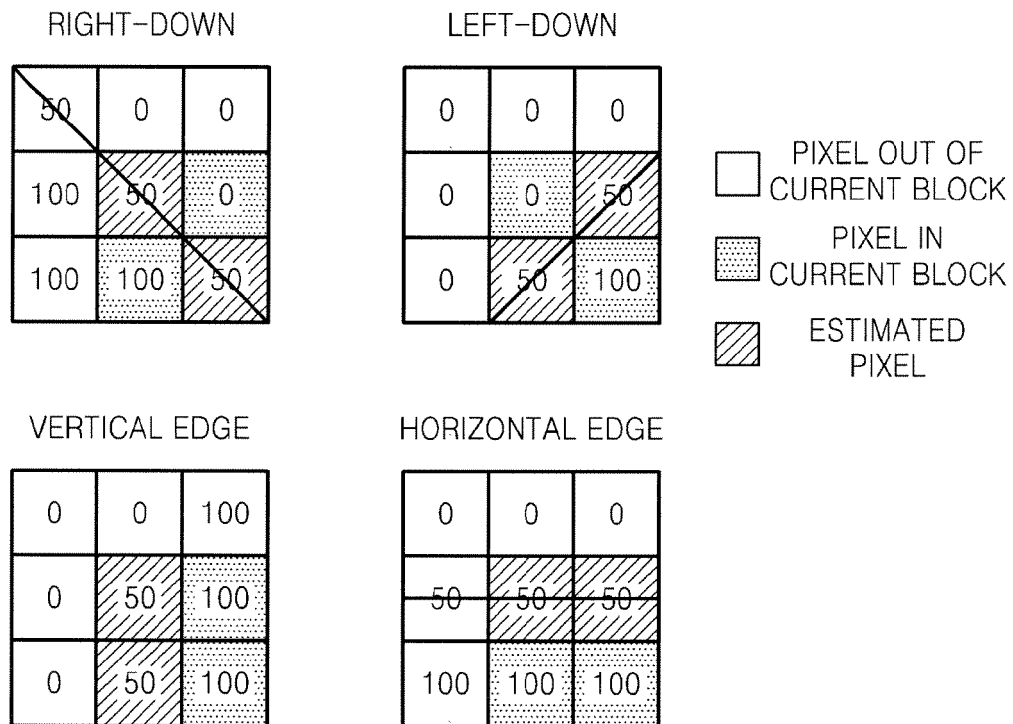 RIGHT-DOWN
50 0 0
100 50 0
100 100 50
LEFT-DOWN
0 0 0
0 0 50
0 50 100
PIXEL OUT OF
CURRENT BLOCK
PIXEL IN
CURRENT BLOCK
ESTIMATED
PIXEL
VERTICAL EDGE
0 0 100
0 50 100
0 50 100
HORIZONTAL EDGE
0 0 0
50 50 50
100 100 100